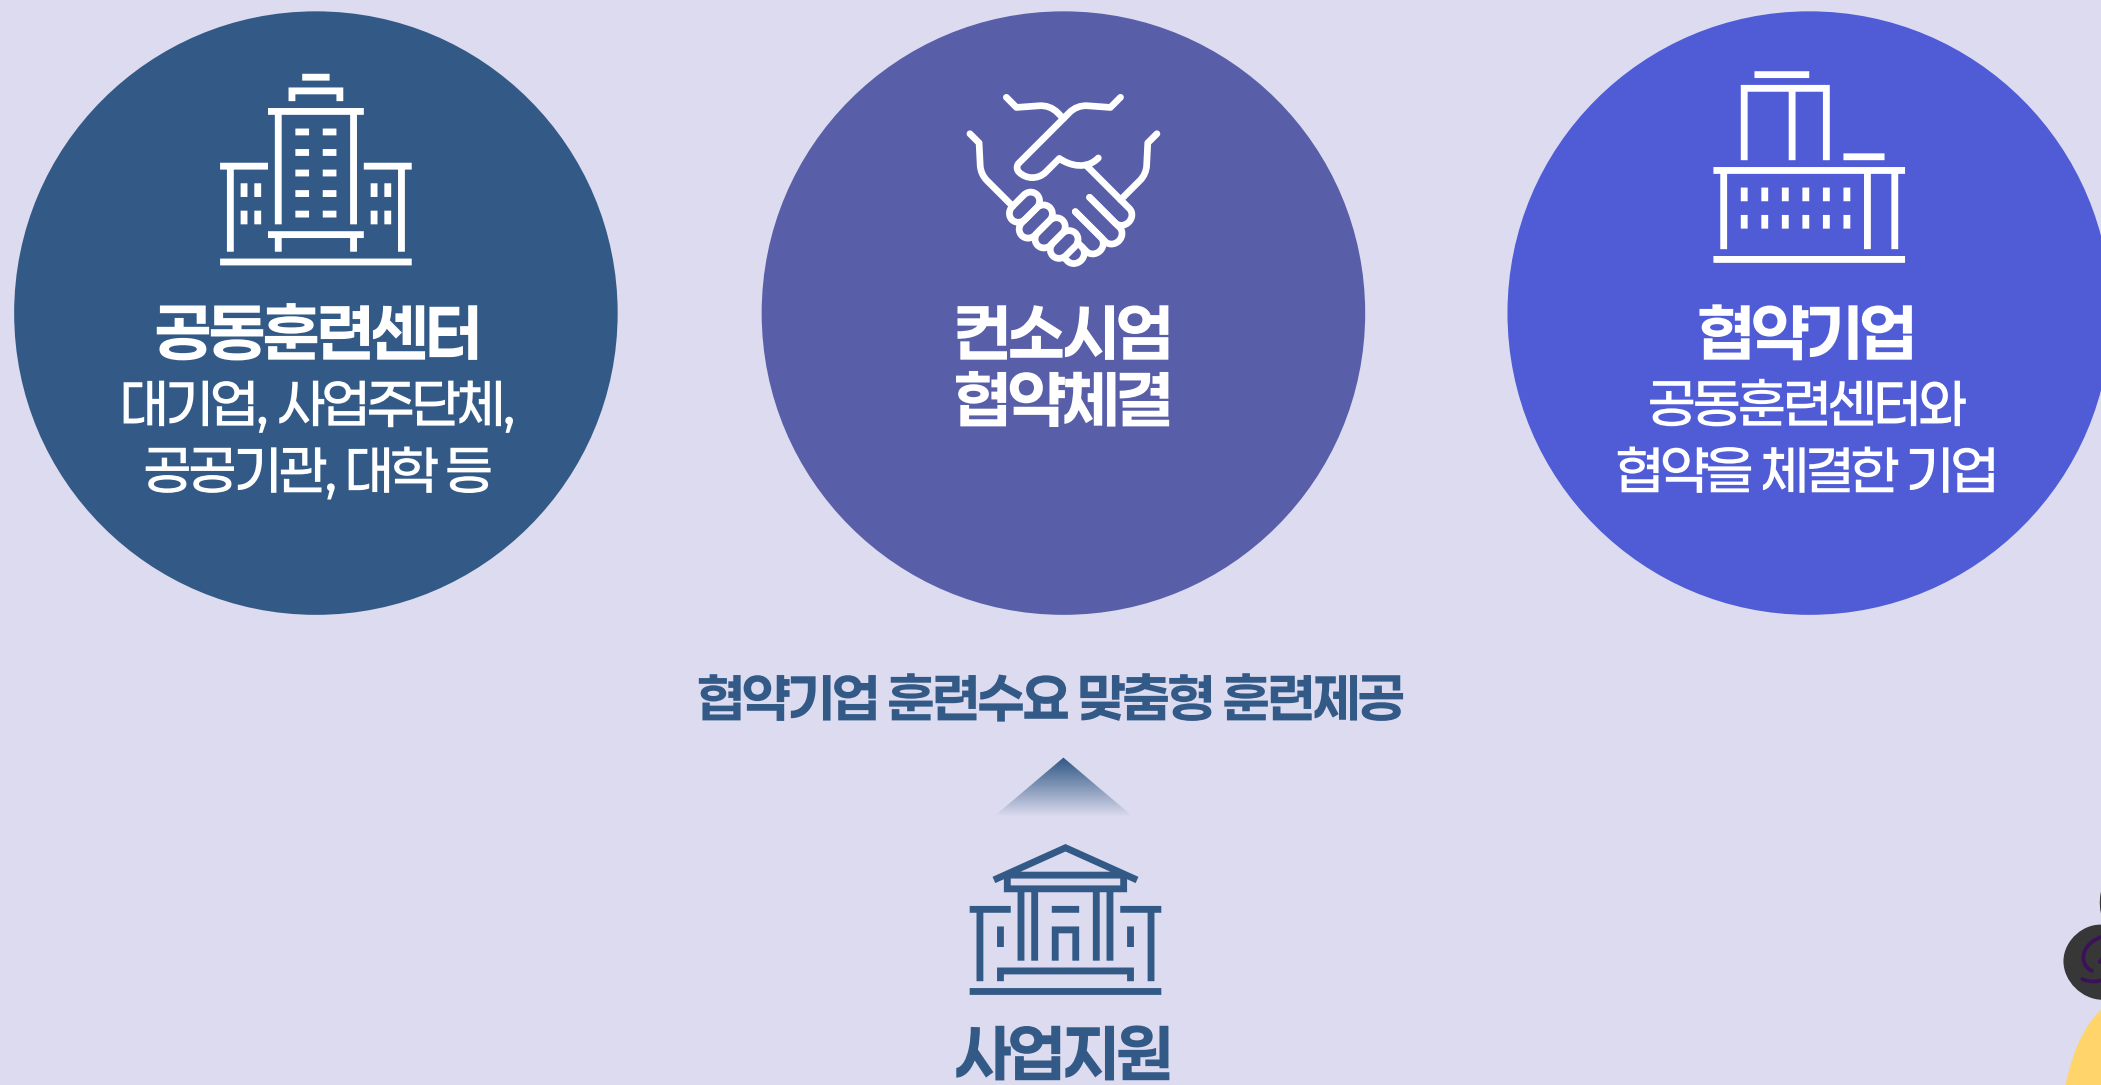 공동훈련센터
대기업, 사업주단체,
공공기관, 대학 등
컨소시엄
협약체결
협약기업
공동훈련센터와
협약을 체결한 기업
협약기업 훈련수요 맞춤형 훈련제공
사업지원